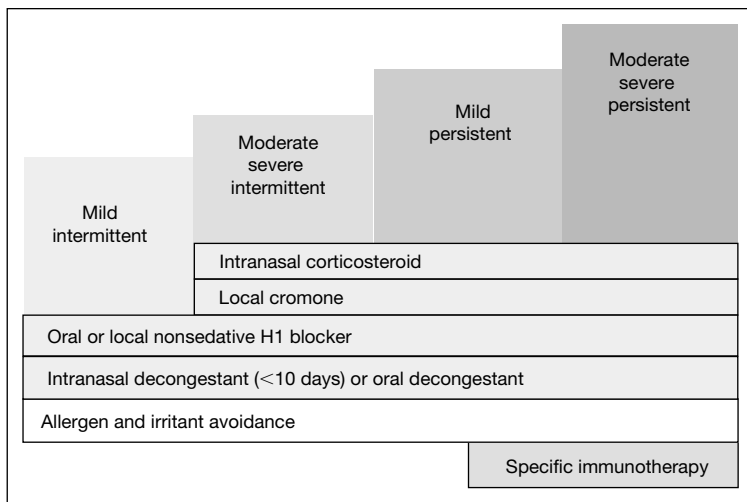 Moderate
severe
persistent
Mild
persistent
Moderate
severe
intermittent
Mild
intermittent
Intranasal corticosteroid
Local cromone
Oral or local nonsedative H1 blocker
Intranasal decongestant (<10 days) or oral decongestant
Allergen and irritant avoidance
Specific immunotherapy